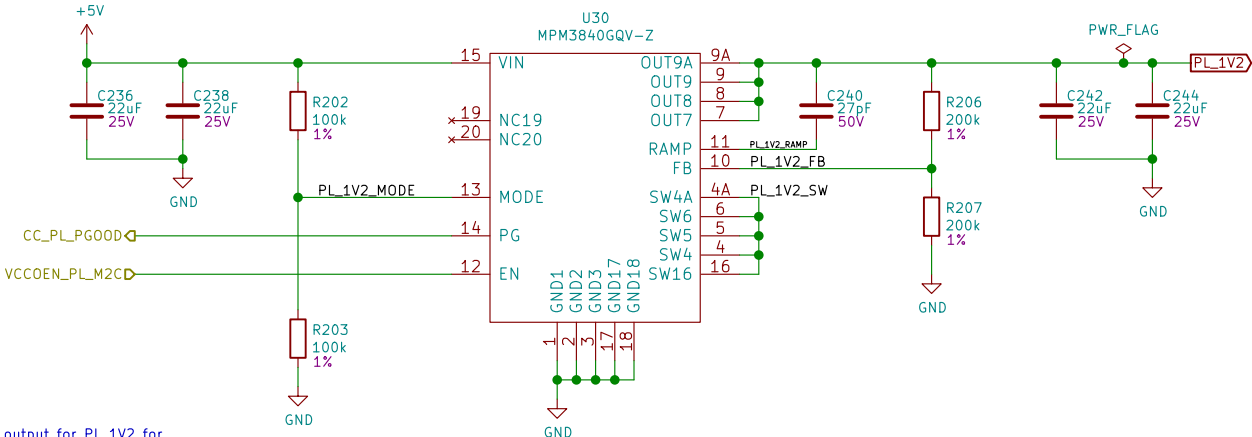 +5V
U30
MPM3840GQV-Z
PWR_FLAG
PL_1V2
15 VIN
OUT9A 9A
OUT9 9
OUT8 8
OUT7 7
19 NC19
20 NC20
RAMP 11 PL_1V2_RAMP
FB 10 PL_1V2_FB
13 MODE
PL_1V2_MODE
SW4A 4A PL_1V2_SW
SW6 6
SW5 5
SW4 4
SW16 16
14 PG
CC_PL_PGOOD
12 EN
VCCOEN_PL_M2C
GND1 1
GND2 2
GND3 3
GND17 17
GND18 18
C236
22uF
25V
C238
22uF
25V
R202
100k
1%
C240
27pF
50V
R206
200k
1%
C242
22uF
25V
C244
22uF
25V
R207
200k
1%
R203
100k
1%
GND
GND
GND
GND
GND
output for PL_1V2 for